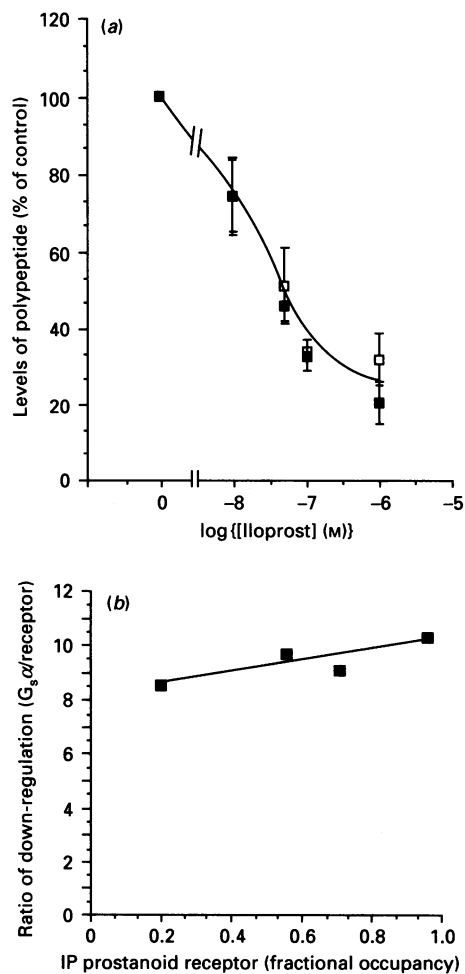 (a)
Levels of polypeptide (% of control)
120
100
80
60
40
20
0
0 –8 –7 –6 –5
log{[Iloprost] (M)}
(b)
Ratio of down-regulation (Gsα/receptor)
12
10
8
6
4
2
0
0 0.2 0.4 0.6 0.8 1.0
IP prostanoid receptor (fractional occupancy)